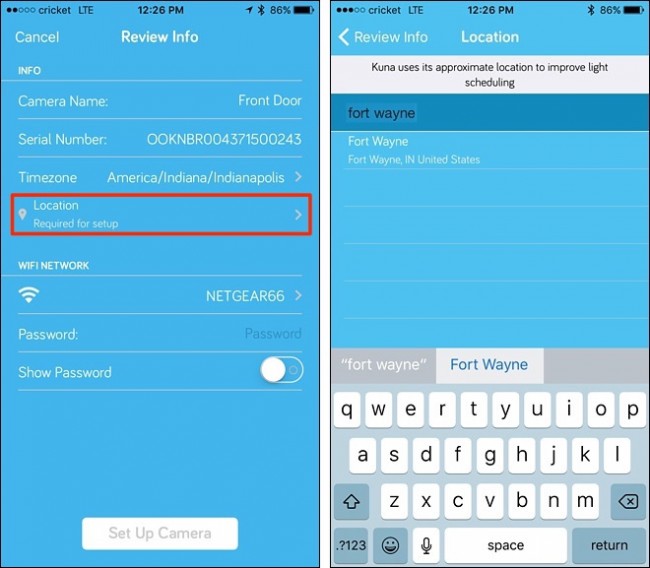 cricket LTE 12:26 PM 86%
Cancel Review Info
INFO
Camera Name: Front Door
Serial Number: OOKNBR004371500243
Timezone America/Indiana/Indianapolis
Location
Required for setup
WIFI NETWORK
NETGEAR66
Password: Password
Show Password
Set Up Camera
cricket LTE 12:26 PM 86%
Review Info Location
Kuna uses its approximate location to improve light
scheduling
fort wayne
Fort Wayne
Fort Wayne, IN United States
“fort wayne” Fort Wayne
q w e r t y u i o p
a s d f g h j k l
z x c v b n m
.?123 space return